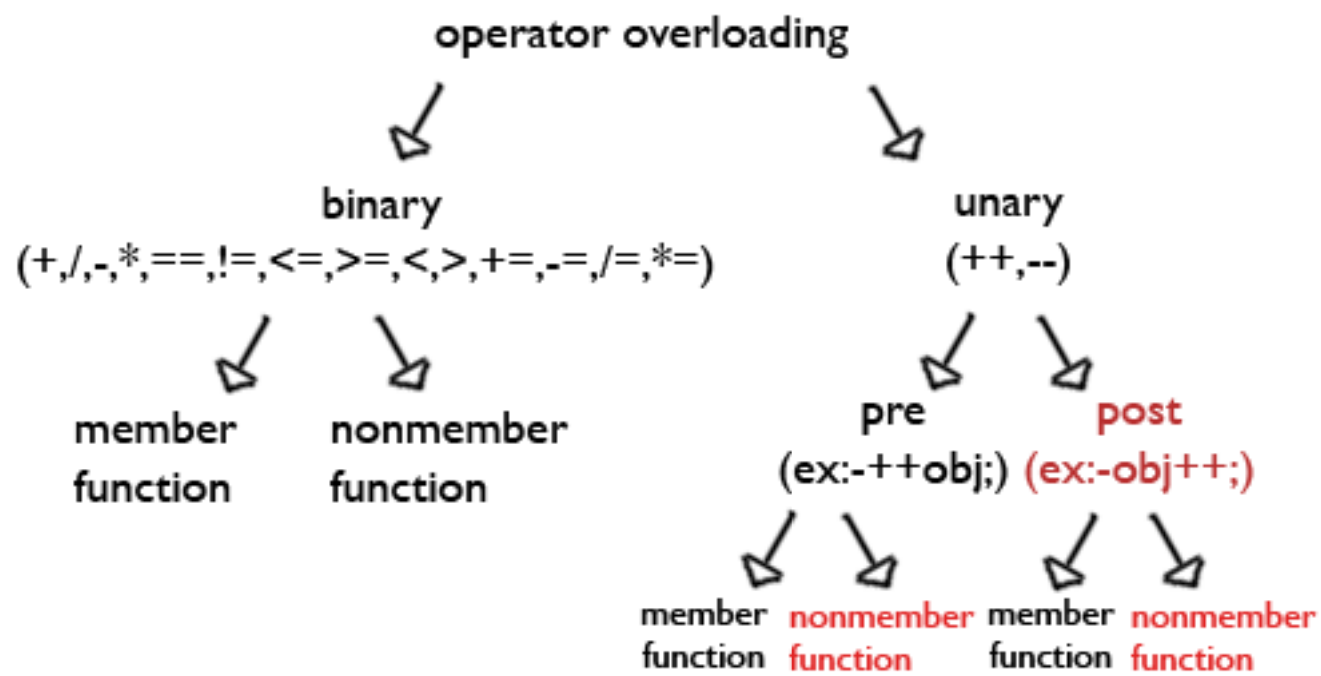 operator overloading
binary
unary
(+,/,-,*,==,!=,<=,>=,<,>,+=,-=,/=,*=)
(++,--)
member
function
nonmember
function
pre
(ex:-++obj;)
post
(ex:-obj++;)
member
function
nonmember
function
member
function
nonmember
function